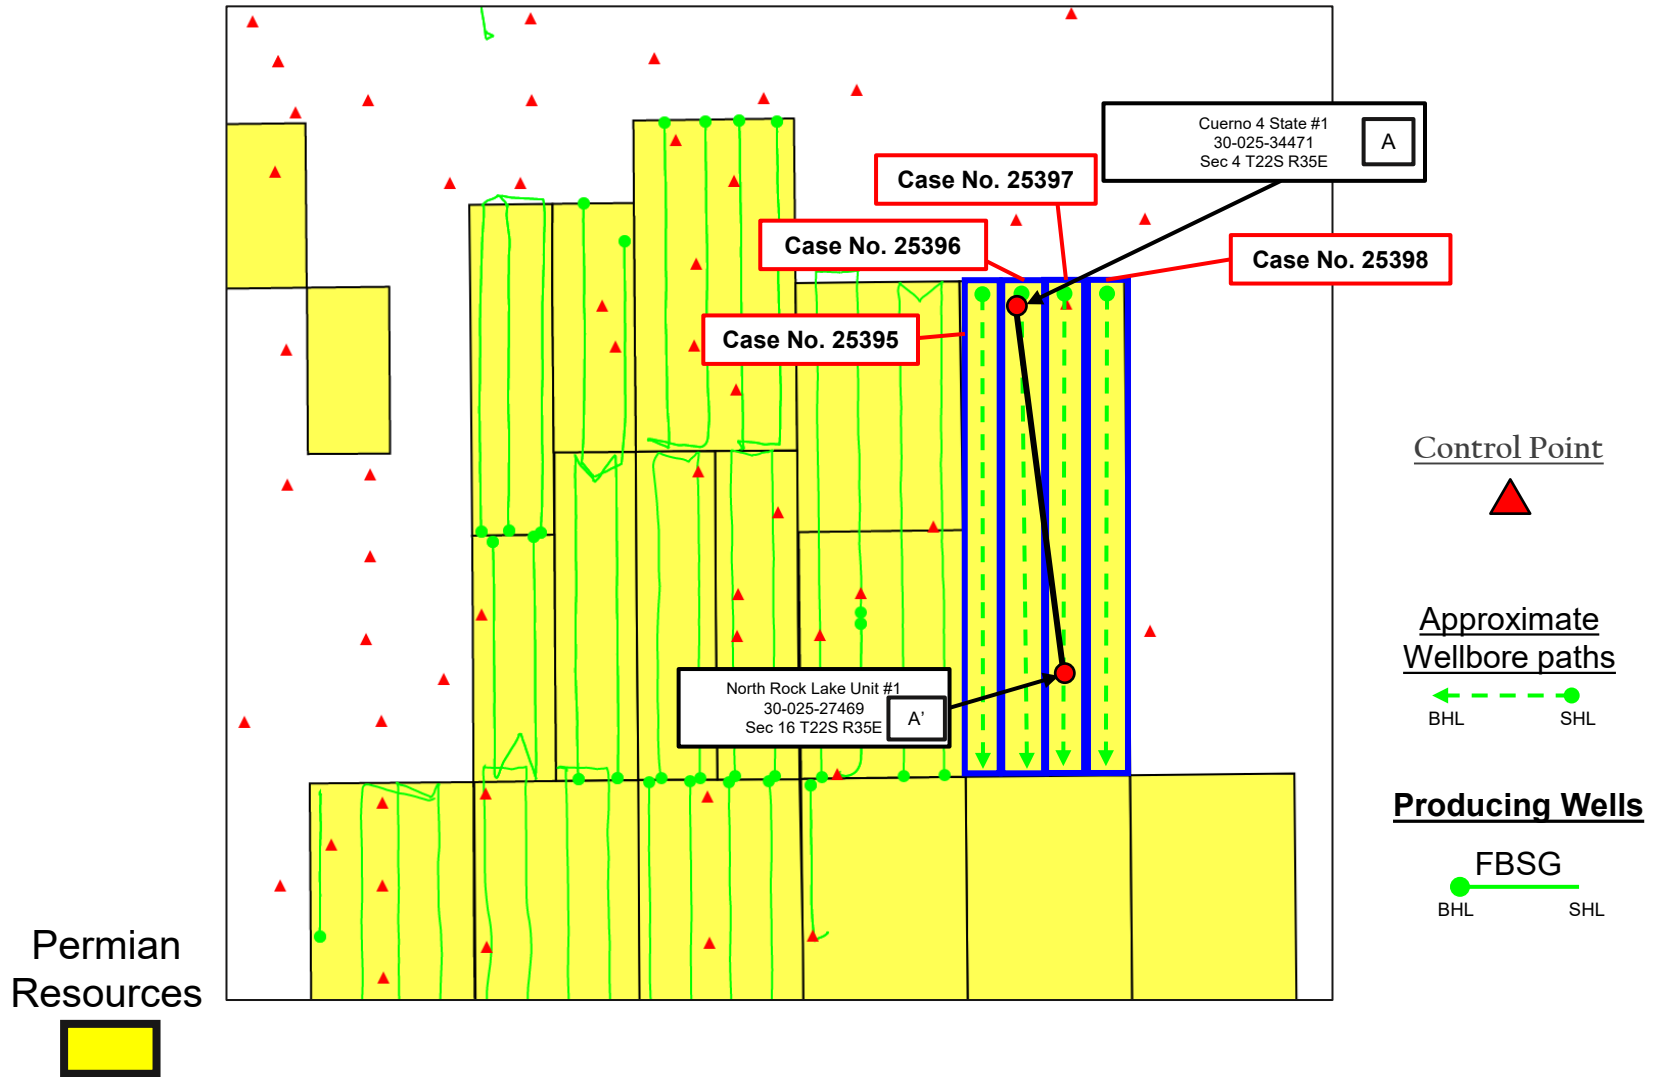 Cuerno 4 State #1
30-025-34471
Sec 4 T22S R35E
A
Case No. 25397
Case No. 25396
Case No. 25398
Case No. 25395
Control Point
Approximate
Wellbore paths
BHL
SHL
North Rock Lake Unit #1
30-025-27469
Sec 16 T22S R35E
A'
Producing Wells
FBSG
BHL
SHL
Permian
Resources